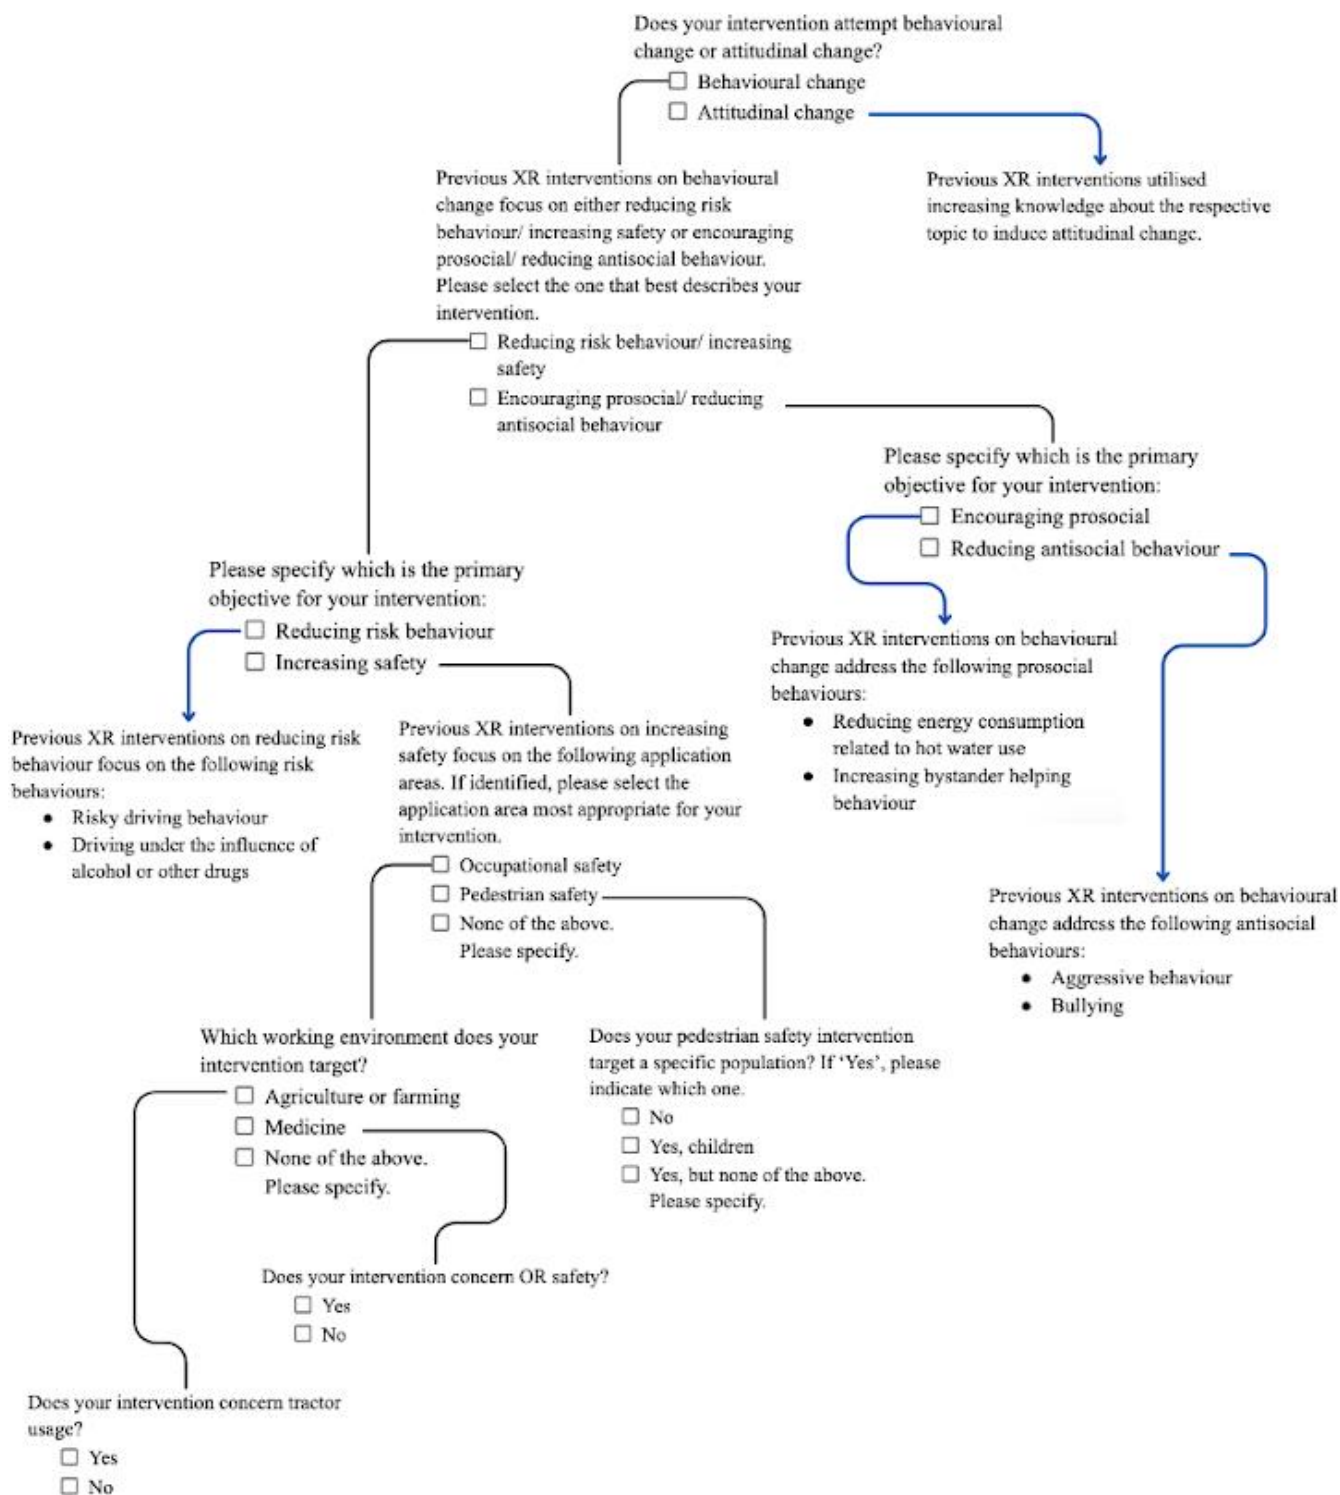 Does your intervention attempt behavioural
change or attitudinal change?
☐ Behavioural change
☐ Attitudinal change
Previous XR interventions on behavioural
change focus on either reducing risk
behaviour/ increasing safety or encouraging
prosocial/ reducing antisocial behaviour.
Please select the one that best describes your
intervention.
☐ Reducing risk behaviour/ increasing
safety
☐ Encouraging prosocial/ reducing
antisocial behaviour
Previous XR interventions utilised
increasing knowledge about the respective
topic to induce attitudinal change.
Please specify which is the primary
objective for your intervention:
☐ Encouraging prosocial
☐ Reducing antisocial behaviour
Please specify which is the primary
objective for your intervention:
☐ Reducing risk behaviour
☐ Increasing safety
Previous XR interventions on behavioural
change address the following prosocial
behaviours:
● Reducing energy consumption
related to hot water use
● Increasing bystander helping
behaviour
Previous XR interventions on reducing risk
behaviour focus on the following risk
behaviours:
● Risky driving behaviour
● Driving under the influence of
alcohol or other drugs
Previous XR interventions on increasing
safety focus on the following application
areas. If identified, please select the
application area most appropriate for your
intervention.
☐ Occupational safety
☐ Pedestrian safety
☐ None of the above.
Please specify.
Previous XR interventions on behavioural
change address the following antisocial
behaviours:
● Aggressive behaviour
● Bullying
Which working environment does your
intervention target?
☐ Agriculture or farming
☐ Medicine
☐ None of the above.
Please specify.
Does your pedestrian safety intervention
target a specific population? If ‘Yes’, please
indicate which one.
☐ No
☐ Yes, children
☐ Yes, but none of the above.
Please specify.
Does your intervention concern OR safety?
☐ Yes
☐ No
Does your intervention concern tractor
usage?
☐ Yes
☐ No